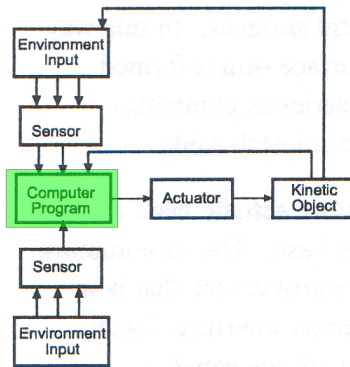 Environment
Input
Sensor
Computer
Program
Actuator
Kinetic
Object
Sensor
Environment
Input